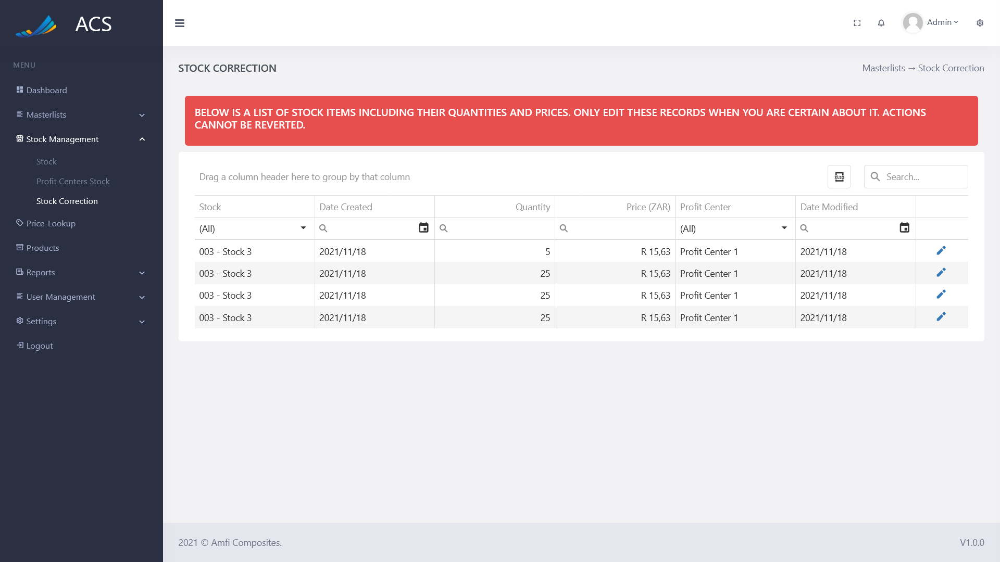 ACS
Admin
MENU
Dashboard
Masterlists
Stock Management
Stock
Profit Centers Stock
Stock Correction
Price-Lookup
Products
Reports
User Management
Settings
Logout
STOCK CORRECTION
Masterlists → Stock Correction
BELOW IS A LIST OF STOCK ITEMS INCLUDING THEIR QUANTITIES AND PRICES. ONLY EDIT THESE RECORDS WHEN YOU ARE CERTAIN ABOUT IT. ACTIONS
CANNOT BE REVERTED.
Drag a column header here to group by that column
xlsx
Search...
Stock Date Created Quantity Price (ZAR) Profit Center Date Modified
(All) (All)
003 - Stock 3 2021/11/18 5 R 15,63 Profit Center 1 2021/11/18
003 - Stock 3 2021/11/18 25 R 15,63 Profit Center 1 2021/11/18
003 - Stock 3 2021/11/18 25 R 15,63 Profit Center 1 2021/11/18
003 - Stock 3 2021/11/18 25 R 15,63 Profit Center 1 2021/11/18
2021 © Amfi Composites.
V1.0.0